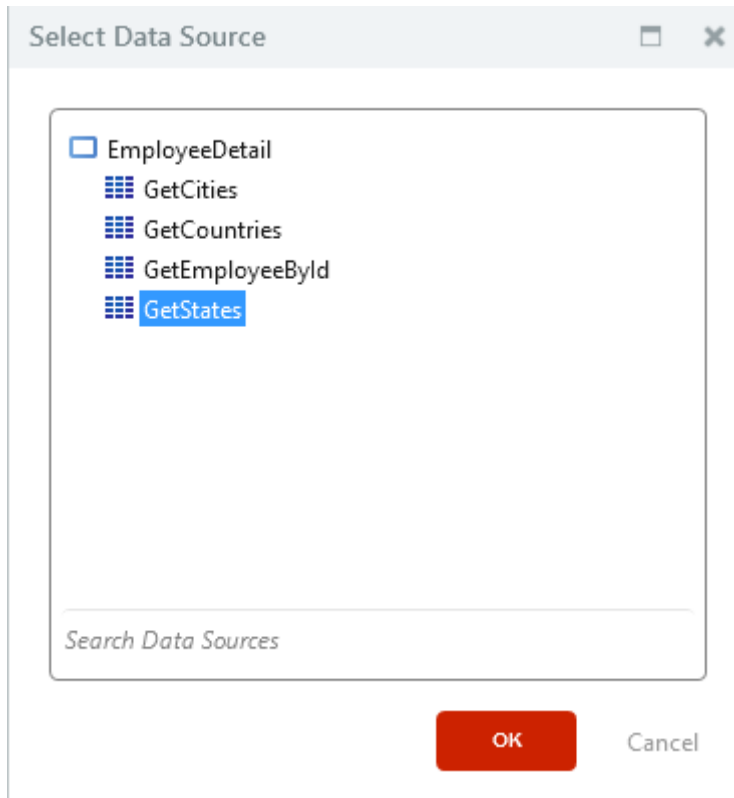 Select Data Source
EmployeeDetail
GetCities
GetCountries
GetEmployeeById
GetStates
Search Data Sources
OK
Cancel